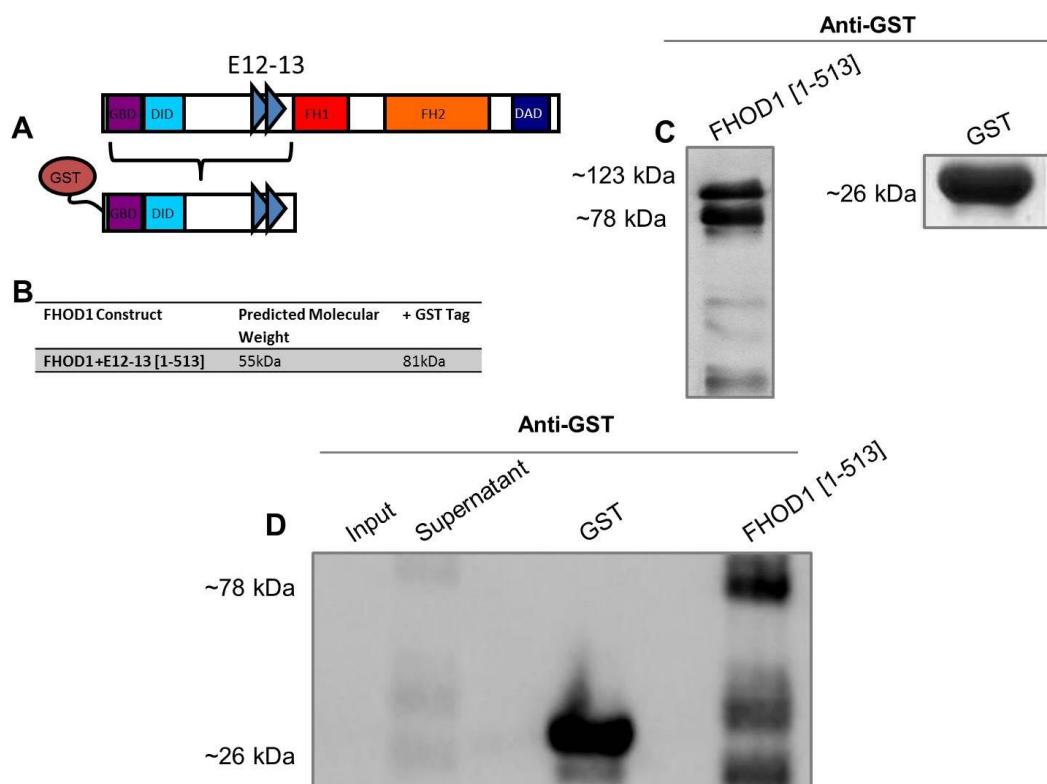 A
E12-13
GBD DID FH1 FH2 DAD
GST
GBD DID
B
FHOD1 Construct Predicted Molecular Weight + GST Tag
FHOD1+E12-13 [1-513] 55kDa 81kDa
C
Anti-GST
FHOD1 [1-513] GST
~123 kDa
~78 kDa
~26 kDa
D
Anti-GST
Input Supernatant GST FHOD1 [1-513]
~78 kDa
~26 kDa